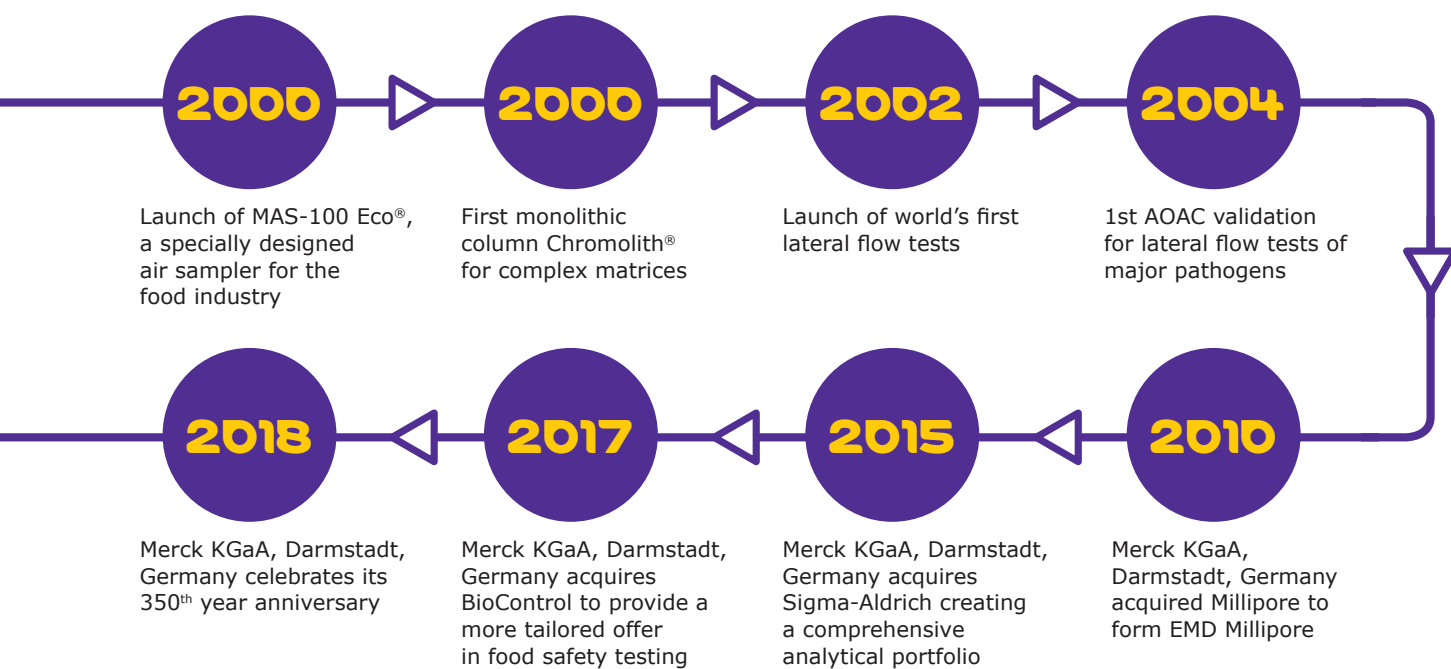 2000
Launch of MAS-100 Eco®,
a specially designed
air sampler for the
food industry
2000
First monolithic
column Chromolith®
for complex matrices
2002
Launch of world’s first
lateral flow tests
2004
1st AOAC validation
for lateral flow tests of
major pathogens
2010
Merck KGaA,
Darmstadt, Germany
acquired Millipore to
form EMD Millipore
2015
Merck KGaA, Darmstadt,
Germany acquires
Sigma-Aldrich creating
a comprehensive
analytical portfolio
2017
Merck KGaA, Darmstadt,
Germany acquires
BioControl to provide a
more tailored offer
in food safety testing
2018
Merck KGaA, Darmstadt,
Germany celebrates its
350th year anniversary